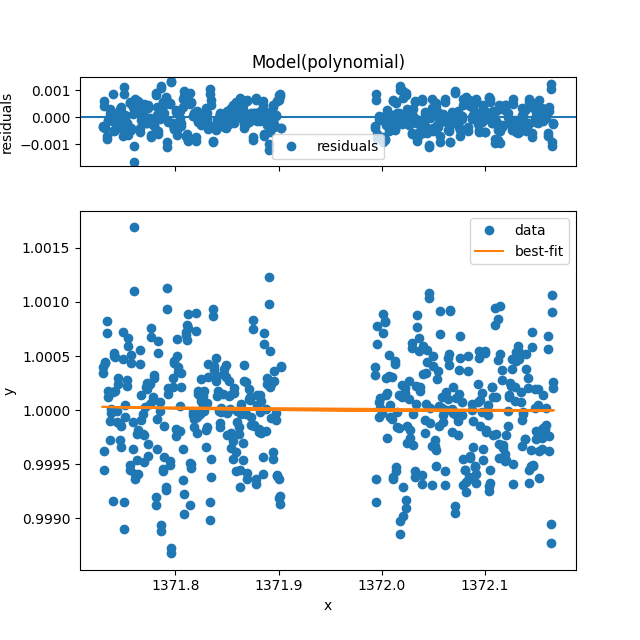 Model(polynomial)
0.001
0.000
−0.001
residuals
residuals
1.0015
1.0010
1.0005
1.0000
0.9995
0.9990
y
data
best-fit
1371.8 1371.9 1372.0 1372.1
x